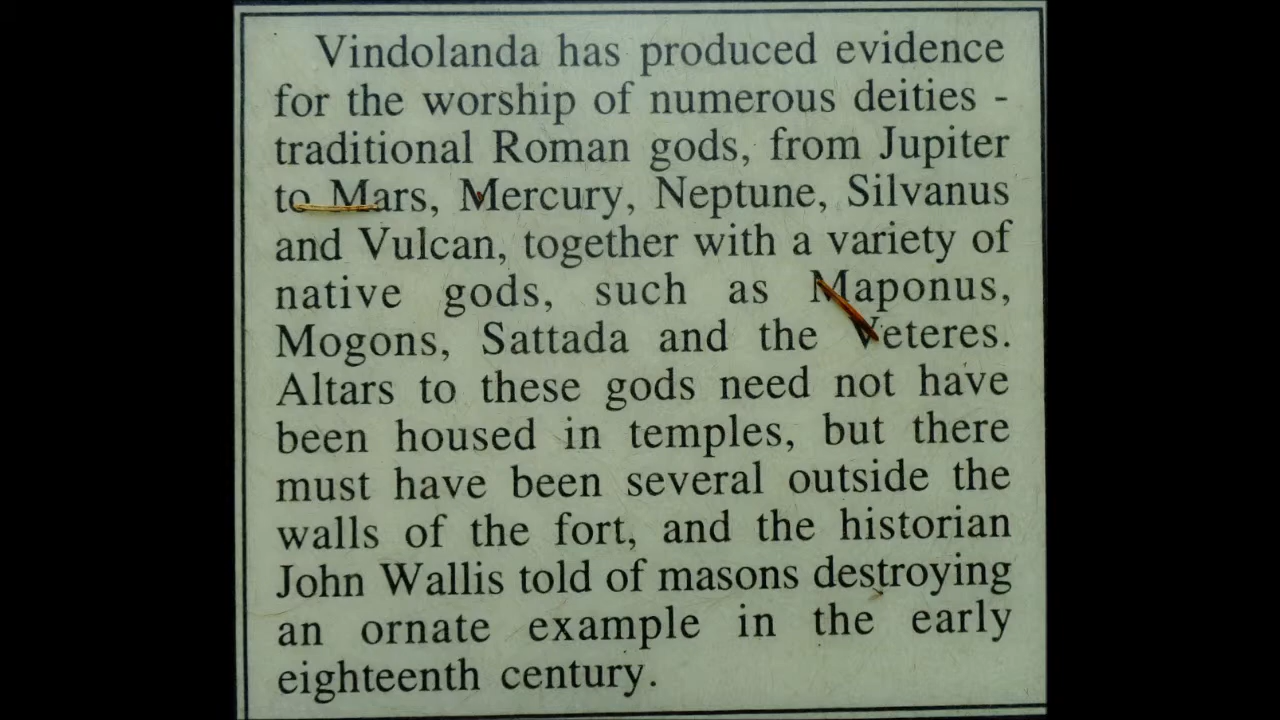 Vindolanda has produced evidence
for the worship of numerous deities -
traditional Roman gods, from Jupiter
to Mars, Mercury, Neptune, Silvanus
and Vulcan, together with a variety of
native gods, such as Maponus,
Mogons, Sattada and the Veteres.
Altars to these gods need not have
been housed in temples, but there
must have been several outside the
walls of the fort, and the historian
John Wallis told of masons destroying
an ornate example in the early
eighteenth century.